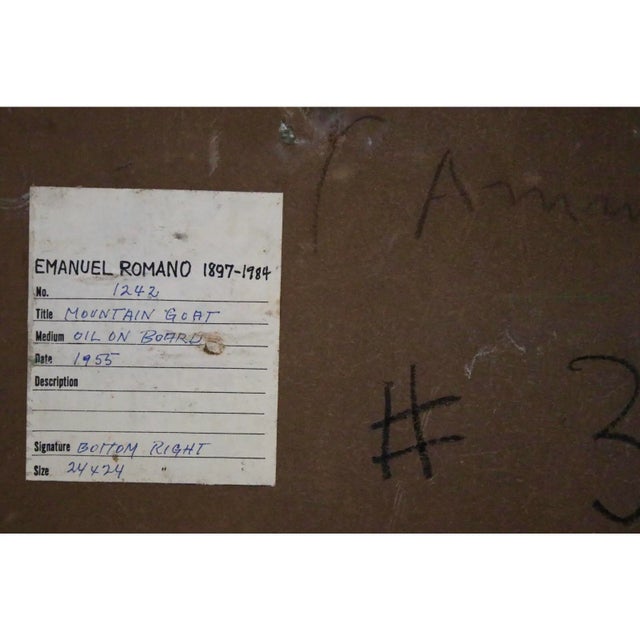 EMANUEL ROMANO 1897-1984
No. 1242
Title MOUNTAIN GOAT
Medium OIL ON BOARD
Date 1955
Description
Signature BOTTOM RIGHT
Size 24x24 "
# 3